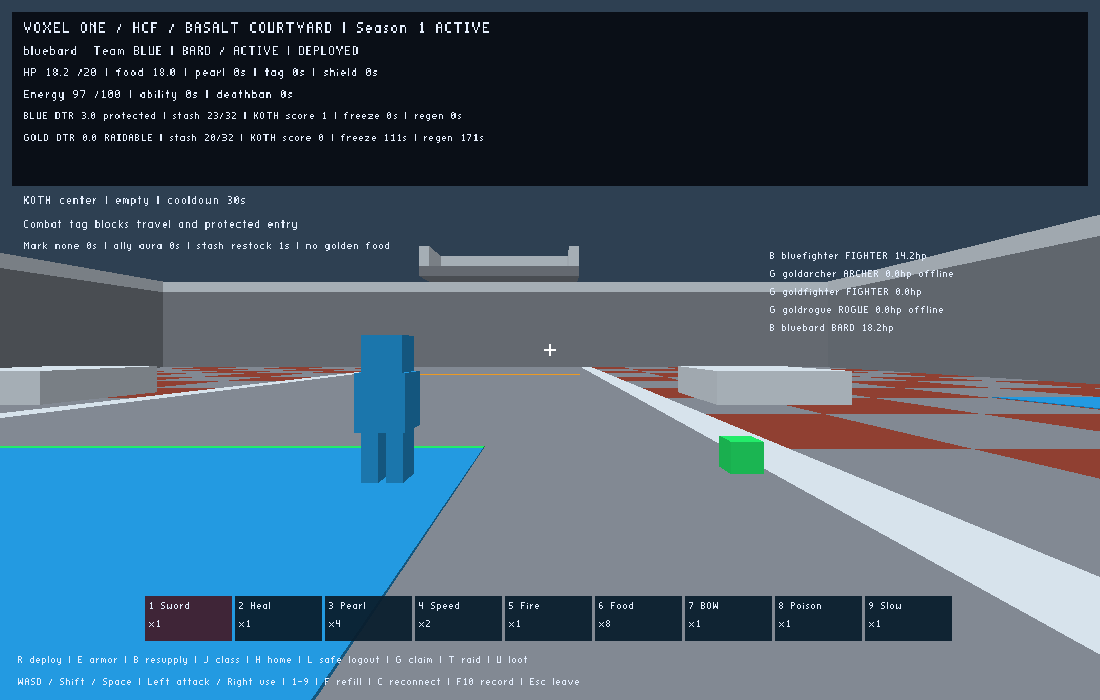 VOXEL ONE / HCF / BASALT COURTYARD | Season 1 ACTIVE
bluebard Team BLUE | BARD / ACTIVE | DEPLOYED
HP 18.2 /20 | food 18.0 | pearl 0s | tag 0s | shield 0s
Energy 97 /100 | ability 0s | deathban 0s
BLUE DTR 3.0 protected | stash 23/32 | KOTH score 1 | freeze 0s | regen 0s
GOLD DTR 0.0 RAIDABLE | stash 20/32 | KOTH score 0 | freeze 111s | regen 171s
KOTH center | empty | cooldown 30s
Combat tag blocks travel and protected entry
Mark none 0s | ally aura 0s | stash restock 1s | no golden food
B bluefighter FIGHTER 14.2hp
G goldarcher ARCHER 0.0hp offline
G goldfighter FIGHTER 0.0hp
G goldrogue ROGUE 0.0hp offline
B bluebard BARD 18.2hp
1 Sword
x1
2 Heal
x1
3 Pearl
x4
4 Speed
x2
5 Fire
x1
6 Food
x8
7 BOW
x1
8 Poison
x1
9 Slow
x1
R deploy | E armor | B resupply | J class | H home | L safe logout | G claim | T raid | U loot
WASD / Shift / Space | Left attack / Right use | 1-9 | F refill | C reconnect | F10 record | Esc leave